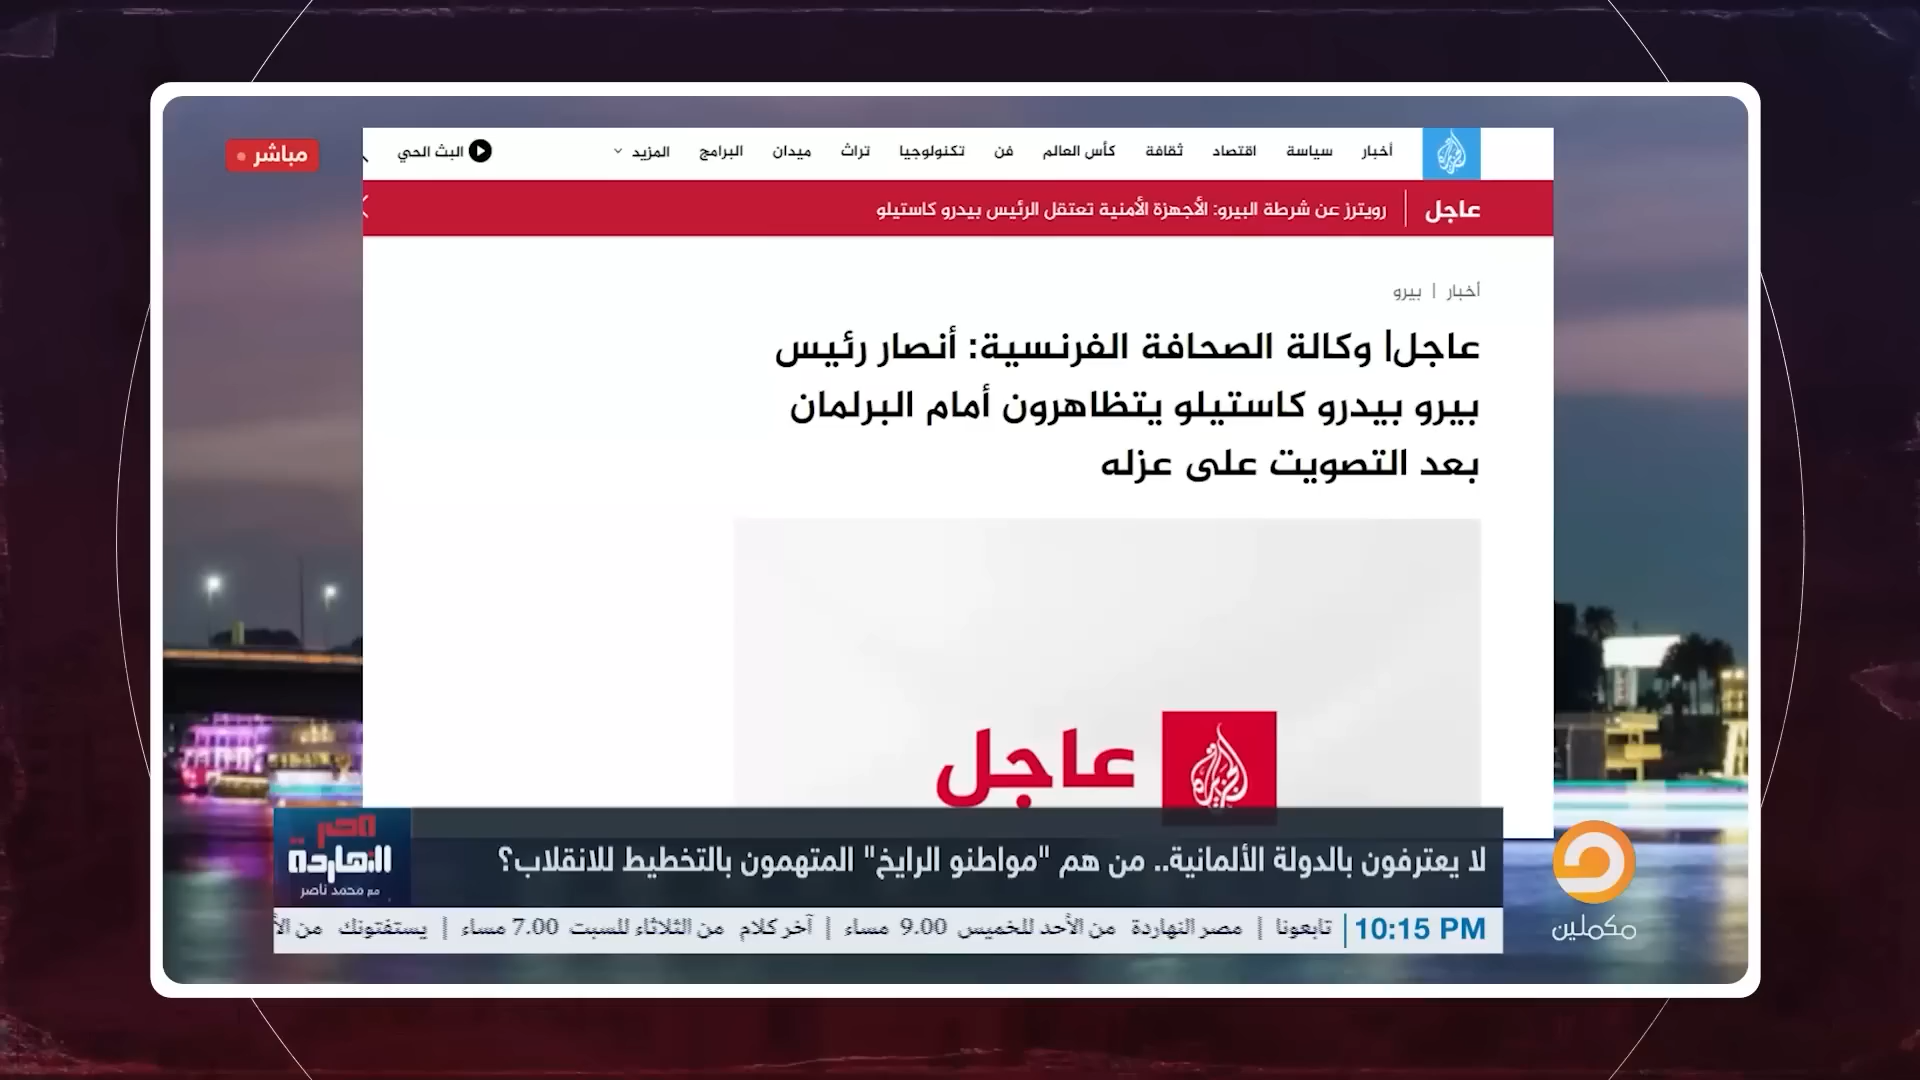 مباشر
أخبار سياسة اقتصاد ثقافة كأس العالم فن تكنولوجيا تراث ميدان البرامج المزيد البث الحي
عاجل رويترز عن شرطة البيرو: الأجهزة الأمنية تعتقل الرئيس بيدرو كاستيلو
أخبار | بيرو
عاجل| وكالة الصحافة الفرنسية: أنصار رئيس
بيرو بيدرو كاستيلو يتظاهرون أمام البرلمان
بعد التصويت على عزله
عاجل
الجزيرة
لا يعترفون بالدولة الألمانية.. من هم "مواطنو الرايخ" المتهمون بالتخطيط للانقلاب؟
مصر
النهاردة
مع محمد ناصر
10:15 PM تابعونا | مصر النهاردة من الأحد للخميس 9.00 مساء | آخر كلام من الثلاثاء للسبت 7.00 مساء | يستفتونك من
مكملين